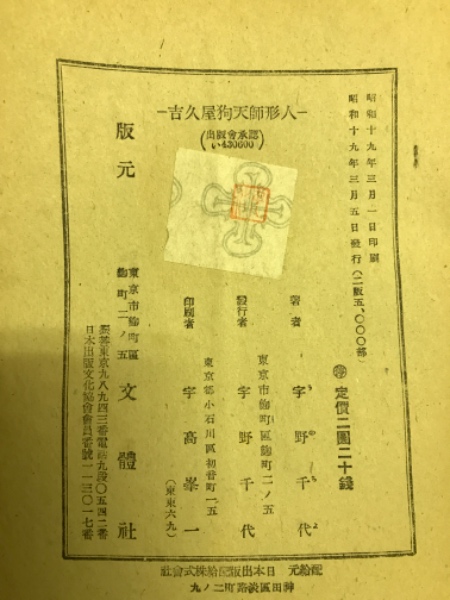 ―人形師天狗屋久吉―
(出版會承認
い430600)
昭和十九年三月一日印刷
昭和十九年三月五日發行(二版五、〇〇〇部)
定價二圓二十錢
著者 宇野千代
東京市麴町區麴町二ノ五
發行者 宇野千代
東京都小石川區初音町一五
印刷者 宇高峯一
(東東六九)
版元
東京市麴町區
麴町二ノ五
文體社
振替東京九八九四三番電話九段〇五四二番
日本出版文化協會會員番號一一三〇一七番
配給元 日本出版配給株式會社
神田區淡路町二ノ九